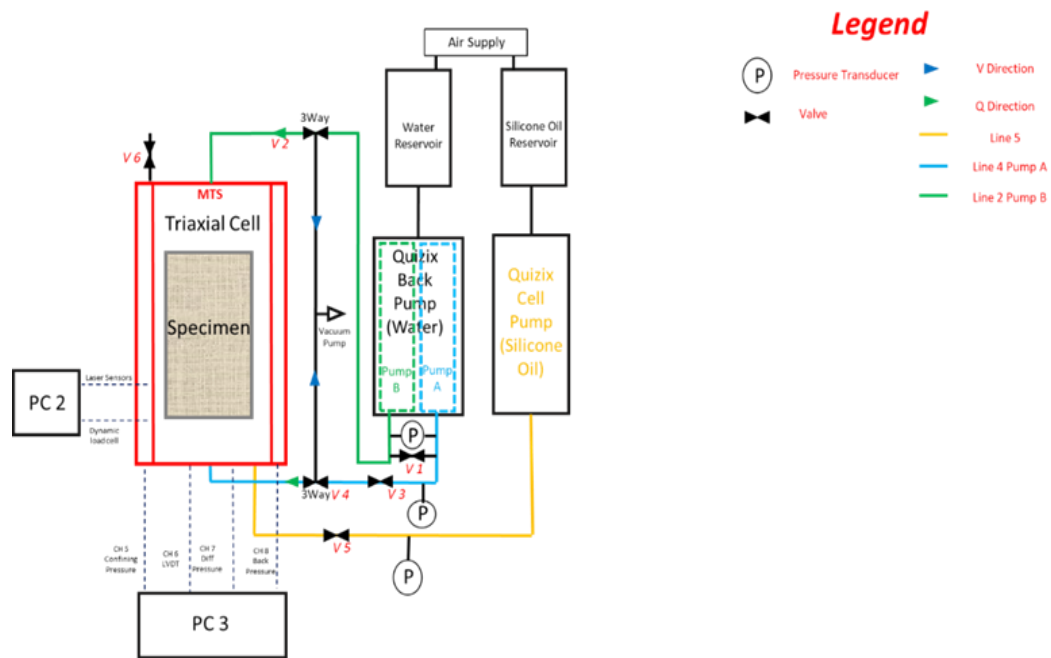 Legend
Air Supply
P
Pressure Transducer
V Direction
Valve
Q Direction
Line 5
Line 4 Pump A
Line 2 Pump B
Water
Reservoir
Silicone Oil
Reservoir
3Way
V 2
V 6
MTS
Triaxial Cell
Specimen
Quizix
Back
Pump
(Water)
Pump
B
Pump
A
Quizix
Cell
Pump
(Silicone
Oil)
Vacuum
Pump
Laser Sensors
PC 2
Dynamic
loadcell
P
V 1
3Way
V 4
V 3
P
V 5
P
CH 5
Confining
Pressure
CH 6
LVDT
CH 7
Diff
Pressure
CH 8
Back
Pressure
PC 3